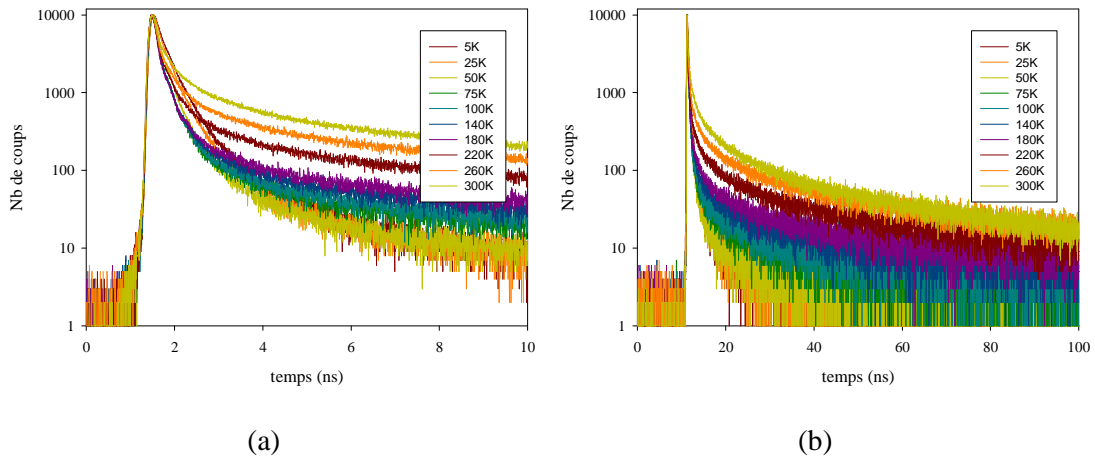 10000
1000
100
10
1
Nb de coups
0
2
4
6
8
10
temps (ns)
5K
25K
50K
75K
100K
140K
180K
220K
260K
300K
(a)
10000
1000
100
10
1
Nb de coups
0
20
40
60
80
100
temps (ns)
5K
25K
50K
75K
100K
140K
180K
220K
260K
300K
(b)